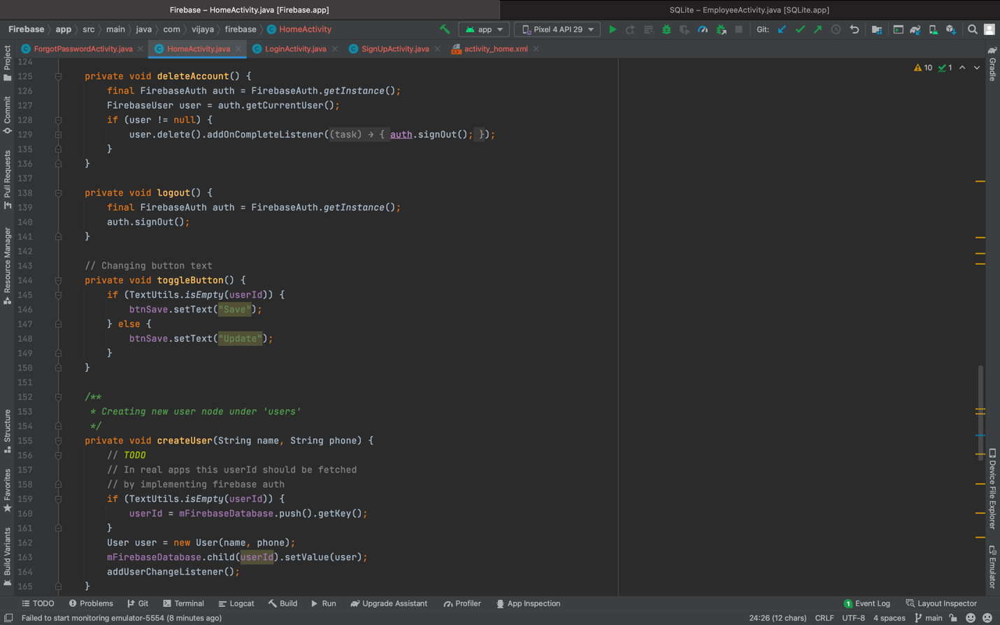 Firebase – HomeActivity.java [Firebase.app]
SQLite – EmployeeActivity.java [SQLite.app]
Firebase app src main java com vijaya firebase HomeActivity
app Pixel 4 API 29 Git:
ForgotPasswordActivity.java HomeActivity.java LoginActivity.java SignUpActivity.java activity_home.xml
10 1
Project
Commit
Pull Requests
Resource Manager
Structure
Favorites
Build Variants
124
125 private void deleteAccount() {
126 final FirebaseAuth auth = FirebaseAuth.getInstance();
127 FirebaseUser user = auth.getCurrentUser();
128 if (user != null) {
129 user.delete().addOnCompleteListener((task) → { auth.signOut(); });
135 }
136 }
137
138 private void logout() {
139 final FirebaseAuth auth = FirebaseAuth.getInstance();
140 auth.signOut();
141 }
142
143 // Changing button text
144 private void toggleButton() {
145 if (TextUtils.isEmpty(userId)) {
146 btnSave.setText("Save");
147 } else {
148 btnSave.setText("Update");
149 }
150 }
151
152 /**
153 * Creating new user node under 'users'
154 */
155 private void createUser(String name, String phone) {
156 // TODO
157 // In real apps this userId should be fetched
158 // by implementing firebase auth
159 if (TextUtils.isEmpty(userId)) {
160 userId = mFirebaseDatabase.push().getKey();
161 }
162 User user = new User(name, phone);
163 mFirebaseDatabase.child(userId).setValue(user);
164 addUserChangeListener();
165 }
Gradle
Device File Explorer
Emulator
TODO Problems Git Terminal Logcat Build Run Upgrade Assistant Profiler App Inspection 1 Event Log Layout Inspector
Failed to start monitoring emulator-5554 (8 minutes ago) 24:26 (12 chars) CRLF UTF-8 4 spaces main